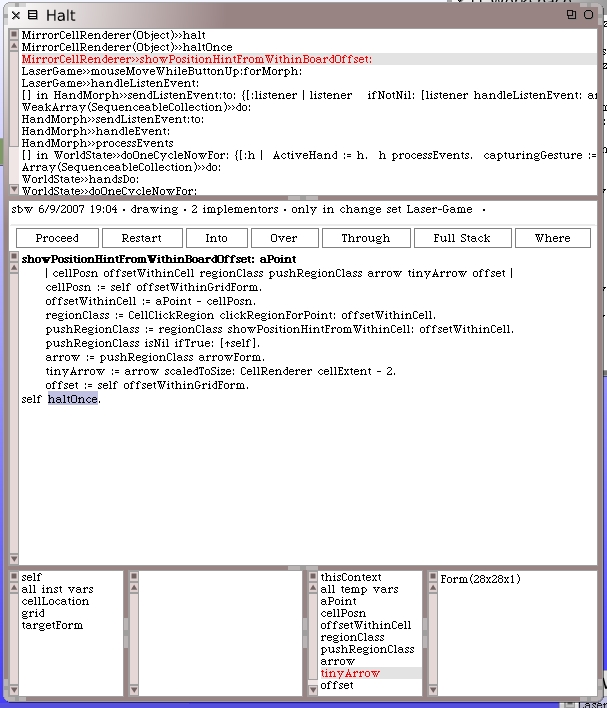 Halt
MirrorCellRenderer(Object)>>halt
MirrorCellRenderer(Object)>>haltOnce
MirrorCellRenderer>>showPositionHintFromWithinBoardOffset:
LaserGame>>mouseMoveWhileButtonUp:forMorph:
LaserGame>>handleListenEvent:
[] in HandMorph>>sendListenEvent:to: {[:listener | listener ifNotNil: [listener handleListenEvent: an
WeakArray(SequenceableCollection)>>do:
HandMorph>>sendListenEvent:to:
HandMorph>>handleEvent:
HandMorph>>processEvents
[] in WorldState>>doOneCycleNowFor: {[:h | ActiveHand := h. h processEvents. capturingGesture :=
Array(SequenceableCollection)>>do:
WorldState>>handsDo:
WorldState>>doOneCycleNowFor:
sbw 6/9/2007 19:04 · drawing · 2 implementors · only in change set Laser-Game ·
Proceed Restart Into Over Through Full Stack Where
showPositionHintFromWithinBoardOffset: aPoint
| cellPosn offsetWithinCell regionClass pushRegionClass arrow tinyArrow offset |
cellPosn := self offsetWithinGridForm.
offsetWithinCell := aPoint - cellPosn.
regionClass := CellClickRegion clickRegionForPoint: offsetWithinCell.
pushRegionClass := regionClass showPositionHintFromWithinCell: offsetWithinCell.
pushRegionClass isNil ifTrue: [↑self].
arrow := pushRegionClass arrowForm.
tinyArrow := arrow scaledToSize: CellRenderer cellExtent - 2.
offset := self offsetWithinGridForm.
self haltOnce.
self
all inst vars
cellLocation
grid
targetForm
thisContext
all temp vars
aPoint
cellPosn
offsetWithinCell
regionClass
pushRegionClass
arrow
tinyArrow
offset
Form(28x28x1)
Laser